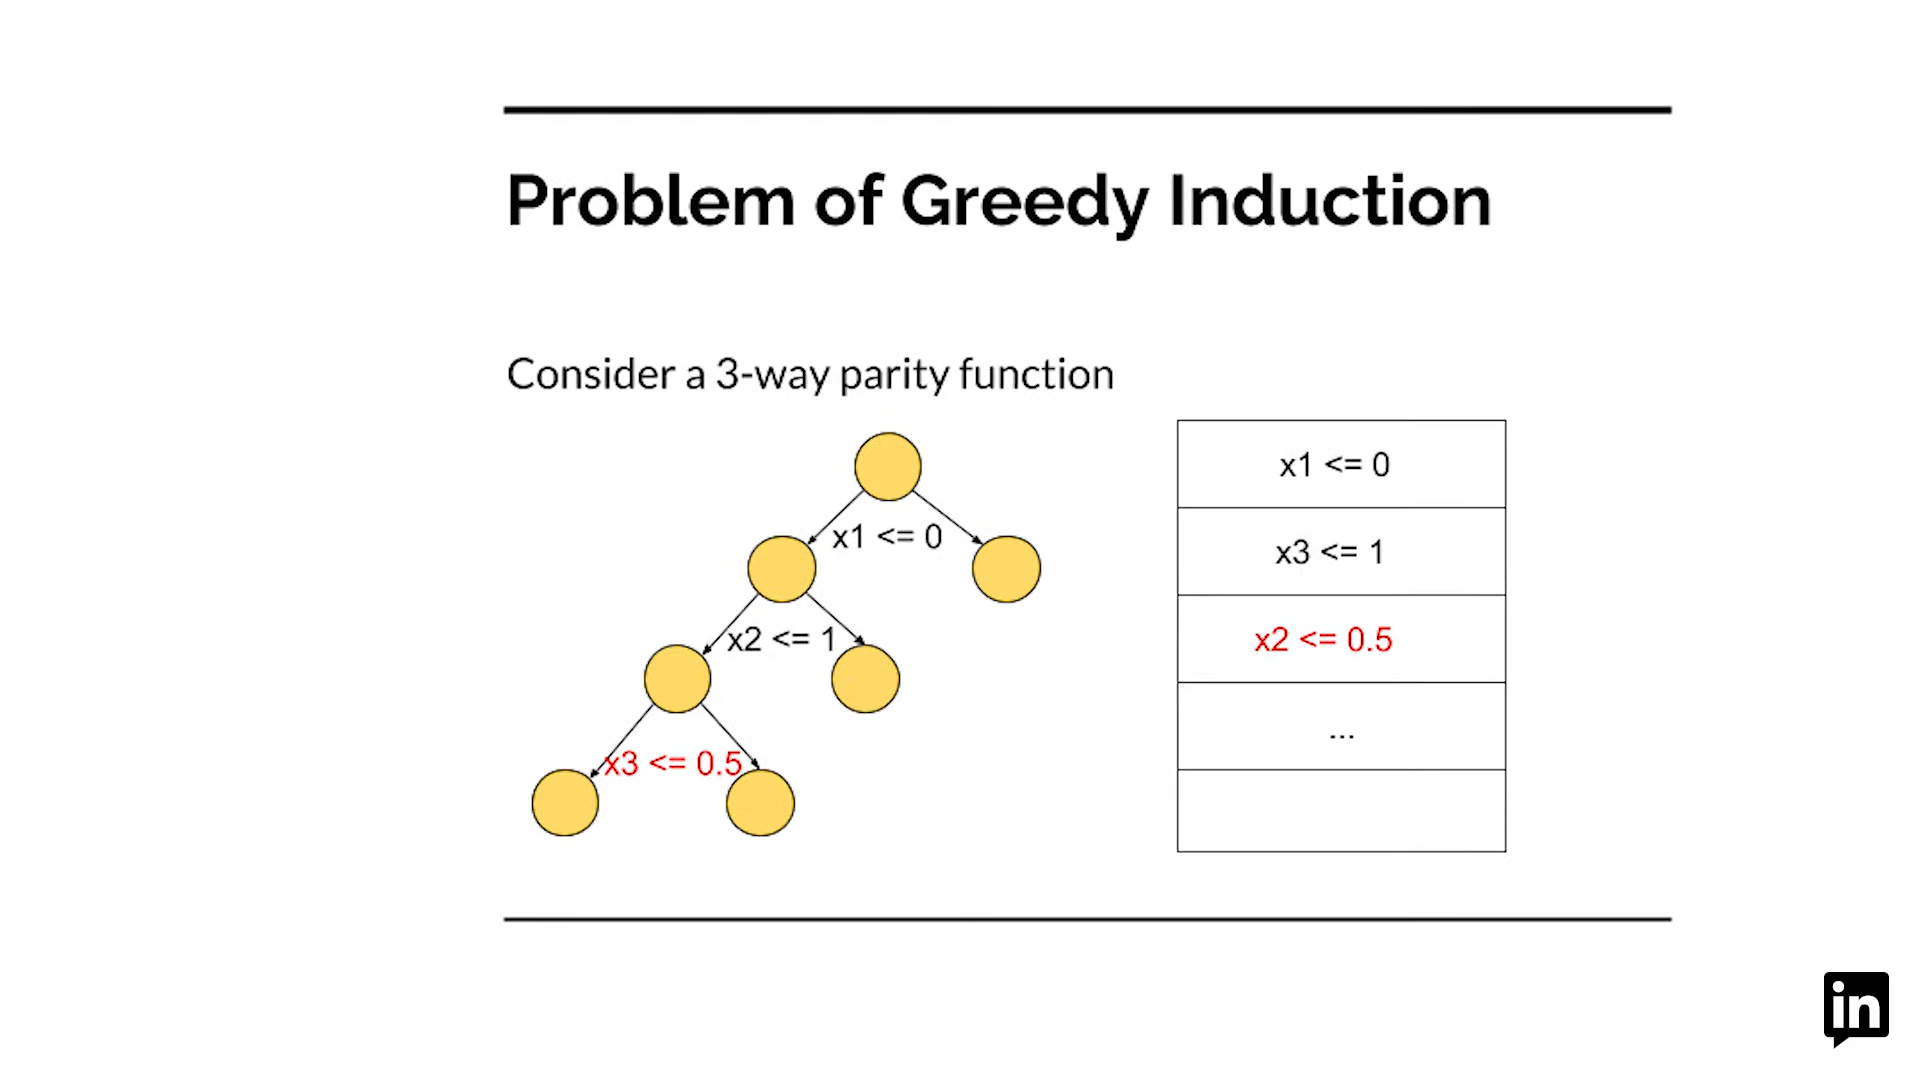 Problem of Greedy Induction
Consider a 3-way parity function
x1 <= 0
x2 <= 1
x3 <= 0.5
x1 <= 0
x3 <= 1
x2 <= 0.5
...
in